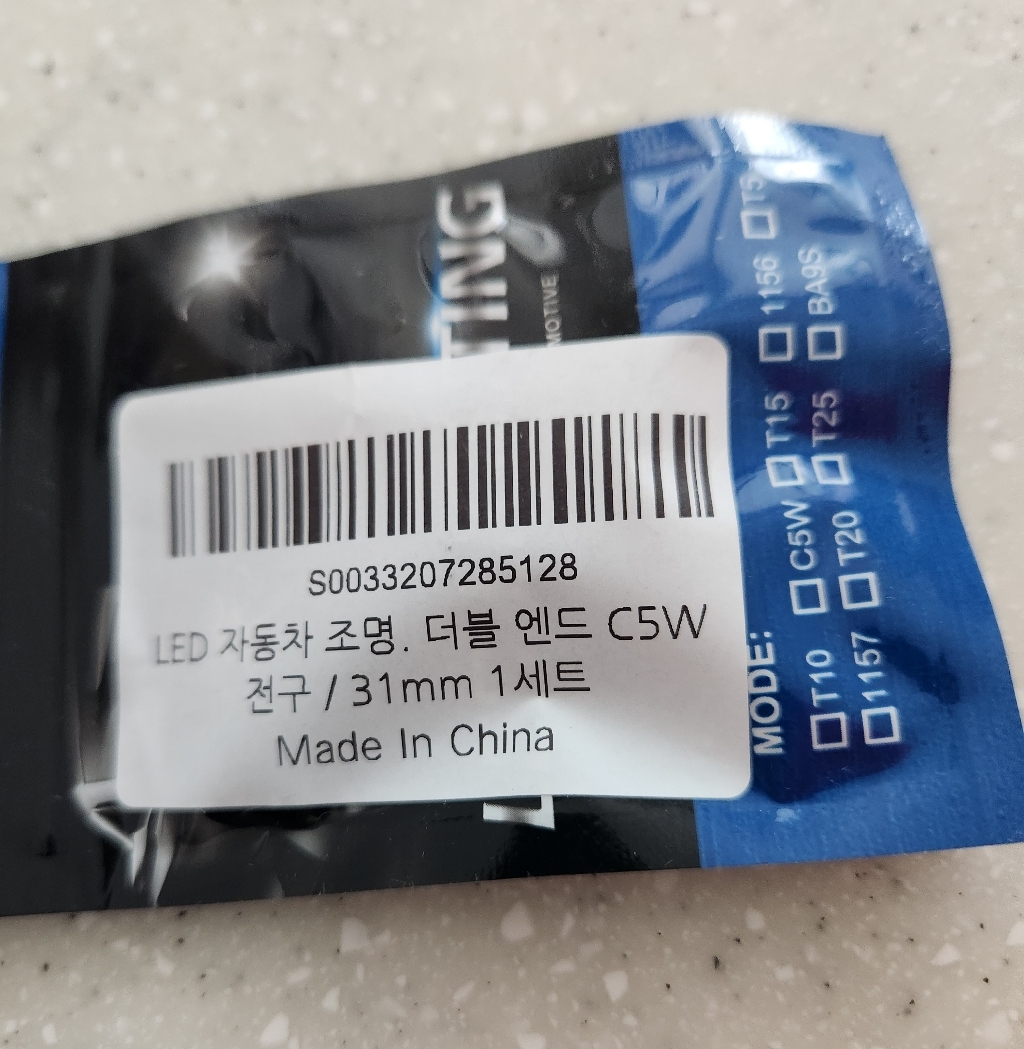 TING
MOTIVE
S0033207285128
LED 자동차 조명. 더블 엔드 C5W
전구 / 31mm 1세트
Made In China
MODE:
☐T10 ☐C5W ☐T15 ☐1156 ☐T5
☐1157 ☐T20 ☐T25 ☐BA9S